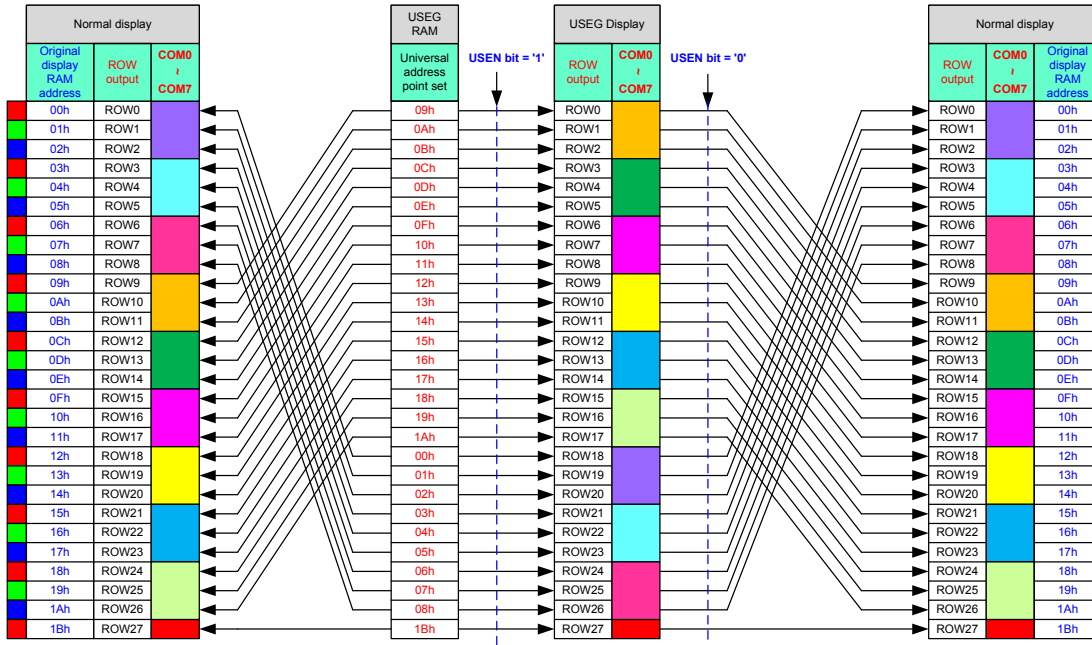 Normal display
USEG RAM
USEG Display
Normal display
Original display RAM address
ROW output
COM0 ~ COM7
Universal address point set
USEN bit = '1'
ROW output
COM0 ~ COM7
USEN bit = '0'
ROW output
COM0 ~ COM7
Original display RAM address
00h ROW0 09h ROW0 ROW0 00h
01h ROW1 0Ah ROW1 ROW1 01h
02h ROW2 0Bh ROW2 ROW2 02h
03h ROW3 0Ch ROW3 ROW3 03h
04h ROW4 0Dh ROW4 ROW4 04h
05h ROW5 0Eh ROW5 ROW5 05h
06h ROW6 0Fh ROW6 ROW6 06h
07h ROW7 10h ROW7 ROW7 07h
08h ROW8 11h ROW8 ROW8 08h
09h ROW9 12h ROW9 ROW9 09h
0Ah ROW10 13h ROW10 ROW10 0Ah
0Bh ROW11 14h ROW11 ROW11 0Bh
0Ch ROW12 15h ROW12 ROW12 0Ch
0Dh ROW13 16h ROW13 ROW13 0Dh
0Eh ROW14 17h ROW14 ROW14 0Eh
0Fh ROW15 18h ROW15 ROW15 0Fh
10h ROW16 19h ROW16 ROW16 10h
11h ROW17 1Ah ROW17 ROW17 11h
12h ROW18 00h ROW18 ROW18 12h
13h ROW19 01h ROW19 ROW19 13h
14h ROW20 02h ROW20 ROW20 14h
15h ROW21 03h ROW21 ROW21 15h
16h ROW22 04h ROW22 ROW22 16h
17h ROW23 05h ROW23 ROW23 17h
18h ROW24 06h ROW24 ROW24 18h
19h ROW25 07h ROW25 ROW25 19h
1Ah ROW26 08h ROW26 ROW26 1Ah
1Bh ROW27 1Bh ROW27 ROW27 1Bh